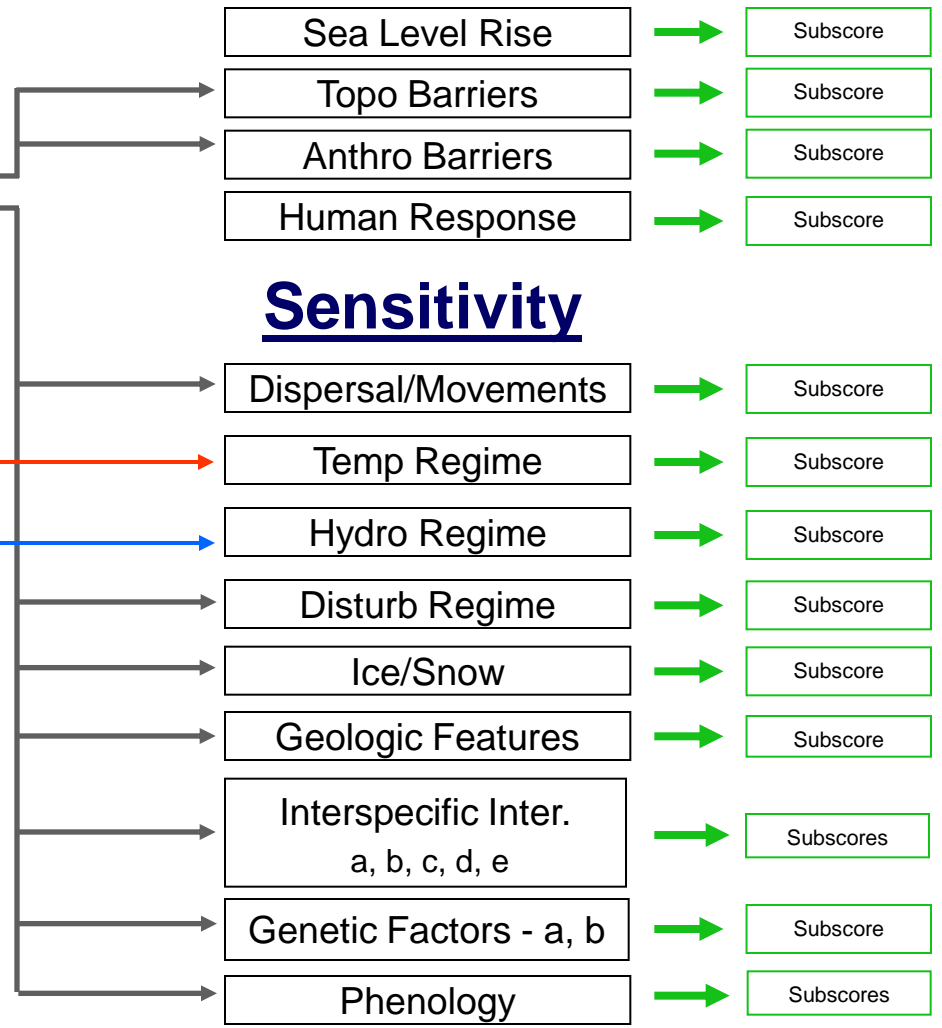 Sea Level Rise
Subscore
Topo Barriers
Subscore
Anthro Barriers
Subscore
Human Response
Subscore
Sensitivity
Dispersal/Movements
Subscore
Temp Regime
Subscore
Hydro Regime
Subscore
Disturb Regime
Subscore
Ice/Snow
Subscore
Geologic Features
Subscore
Interspecific Inter.
a, b, c, d, e
Subscores
Genetic Factors - a, b
Subscore
Phenology
Subscores